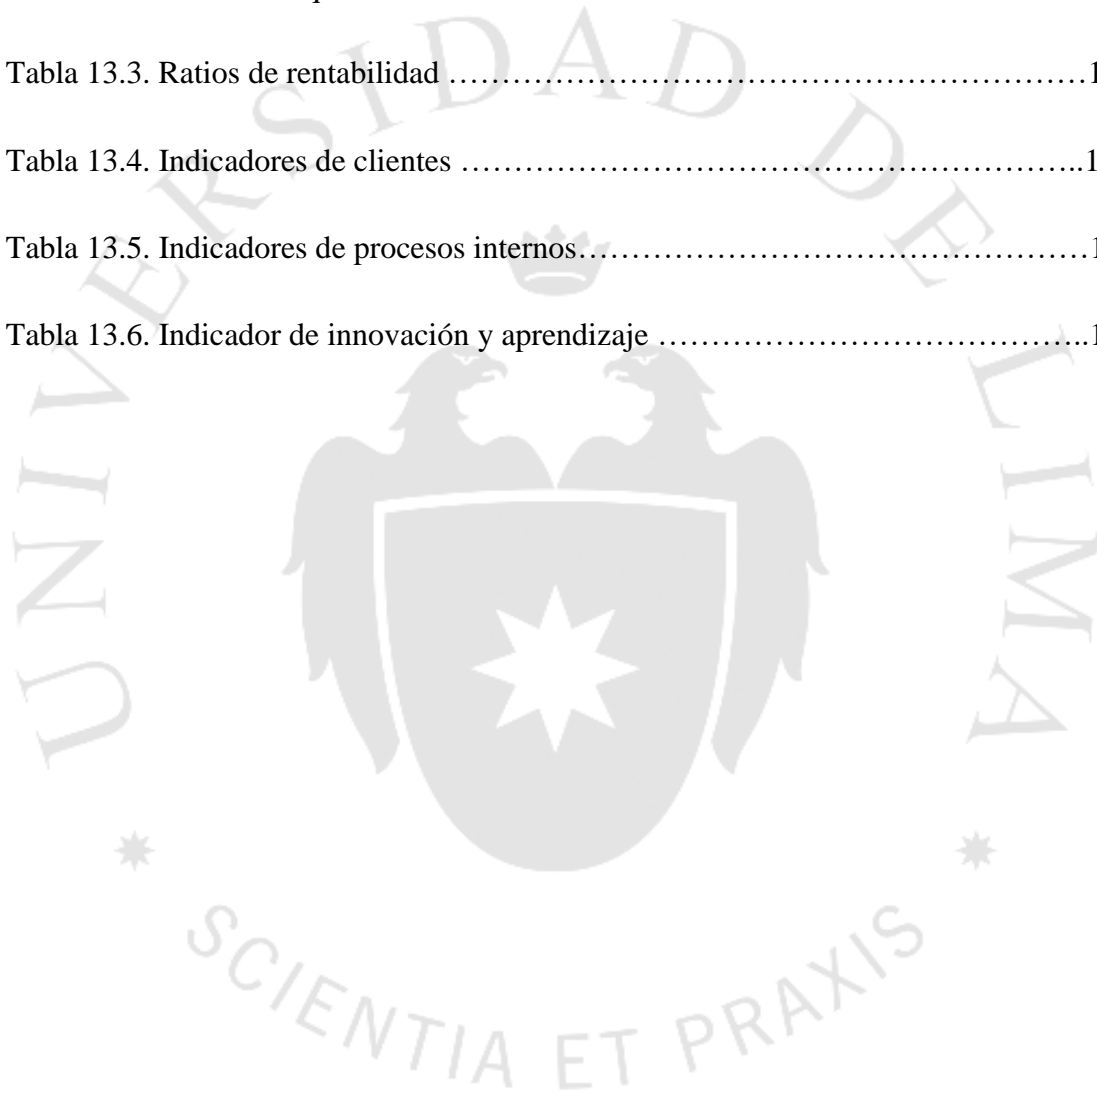 Tabla 13.3. Ratios de rentabilidad ……………………………………………………1
Tabla 13.4. Indicadores de clientes …………………………………………………..1
Tabla 13.5. Indicadores de procesos internos…………………………………………1
Tabla 13.6. Indicador de innovación y aprendizaje …………………………………..1
UNIVERSIDAD DE LIMA
SCIENTIA ET PRAXIS